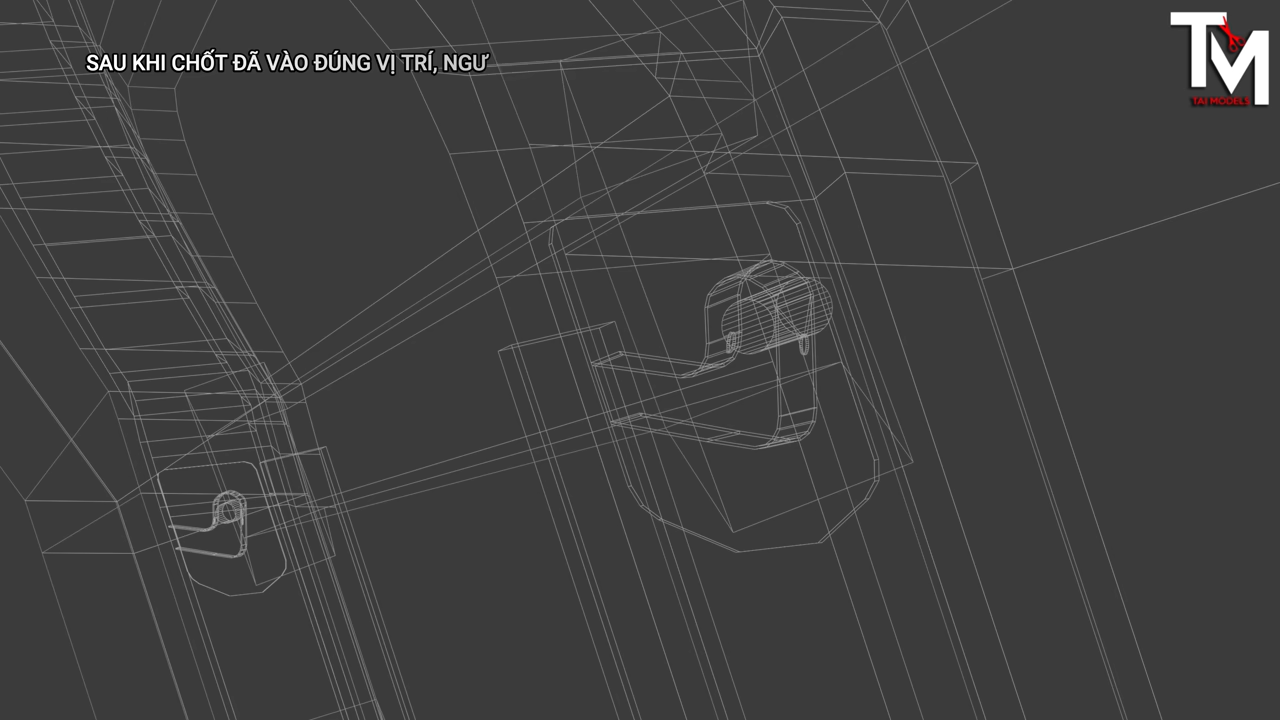 SAU KHI CHỐT ĐÃ VÀO ĐÚNG VỊ TRÍ, NGƯ
TM
TAI MODELS